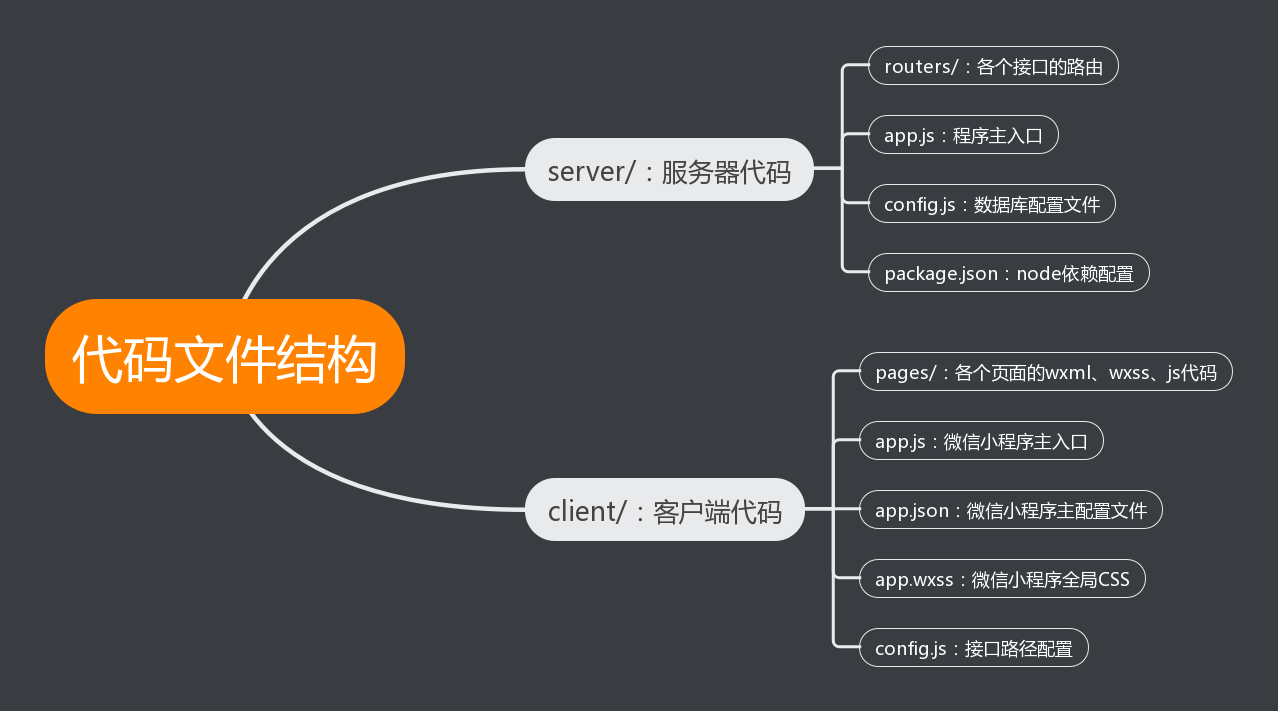 代码文件结构
server/：服务器代码
routers/：各个接口的路由
app.js：程序主入口
config.js：数据库配置文件
package.json：node依赖配置
client/：客户端代码
pages/：各个页面的wxml、wxss、js代码
app.js：微信小程序主入口
app.json：微信小程序主配置文件
app.wxss：微信小程序全局CSS
config.js：接口路径配置